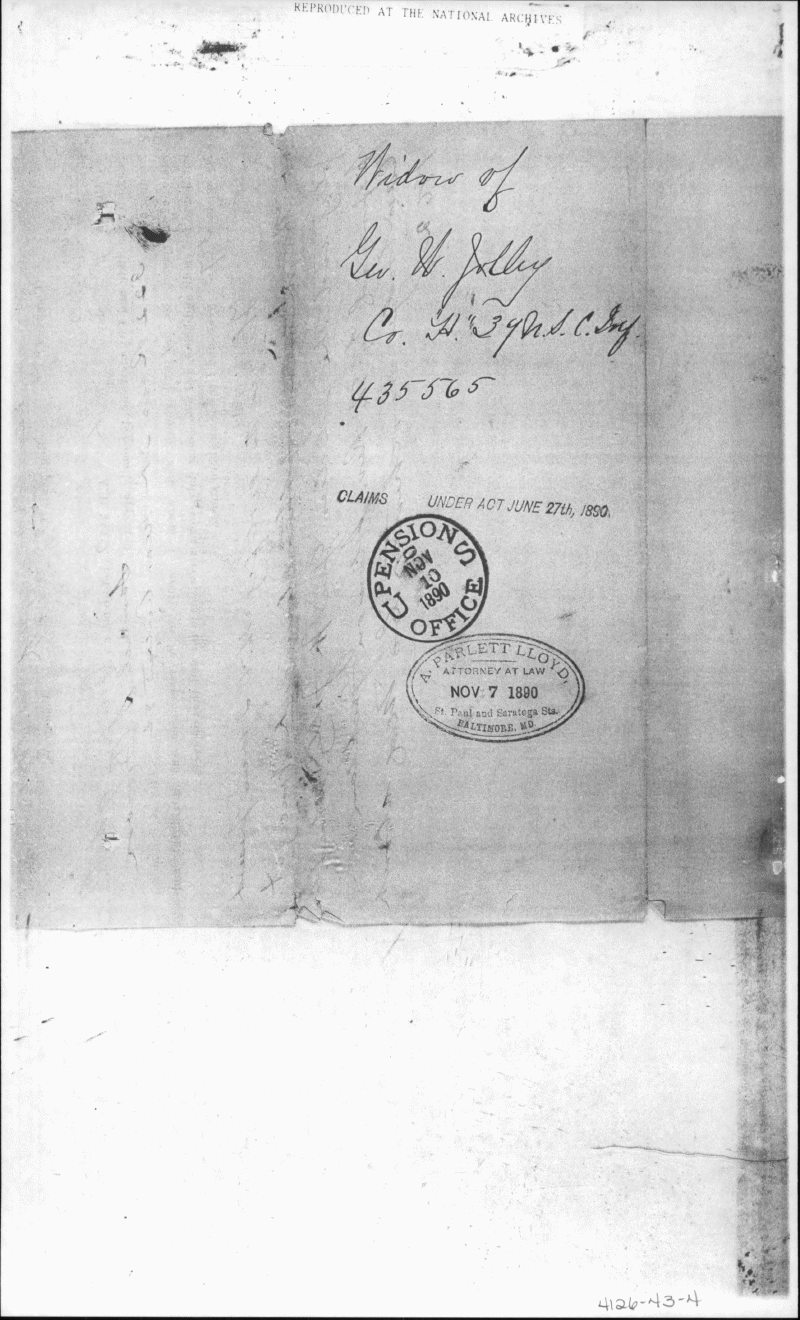 REPRODUCED AT THE NATIONAL ARCHIVES
Widow of
Geo. W. Jolley
Co. "H." 39 U.S.C. Inf.
435565
CLAIMS UNDER ACT JUNE 27th, 1890.
U.S. PENSION OFFICE
NOV
10
1890
A. PARLETT LLOYD,
ATTORNEY AT LAW
NOV 7 1890
St. Paul and Saratoga Sts.
BALTIMORE, MD.
4126-43-4